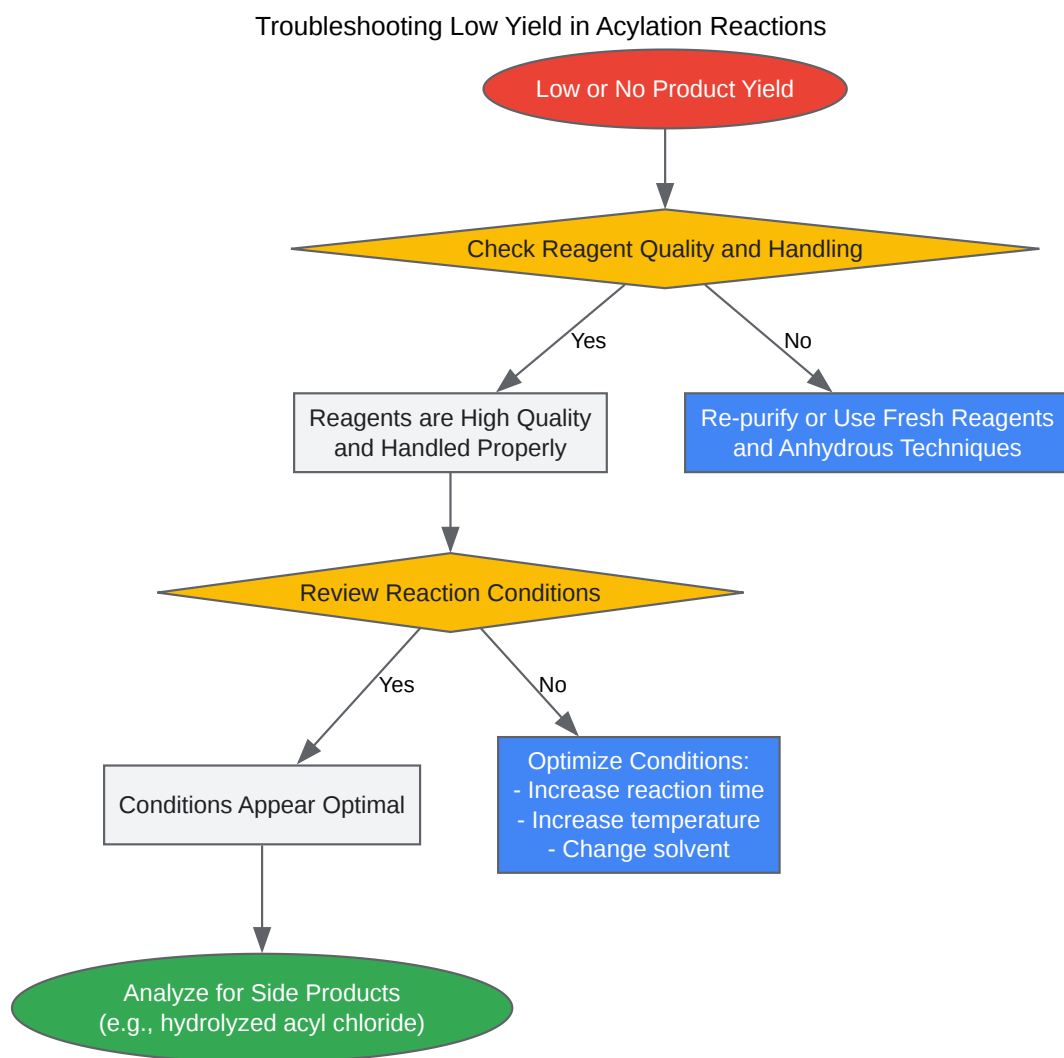 Troubleshooting Low Yield in Acylation Reactions
Low or No Product Yield
Check Reagent Quality and Handling
Yes
No
Reagents are High Quality
and Handled Properly
Re-purify or Use Fresh Reagents
and Anhydrous Techniques
Review Reaction Conditions
Yes
No
Conditions Appear Optimal
Optimize Conditions:
- Increase reaction time
- Increase temperature
- Change solvent
Analyze for Side Products
(e.g., hydrolyzed acyl chloride)